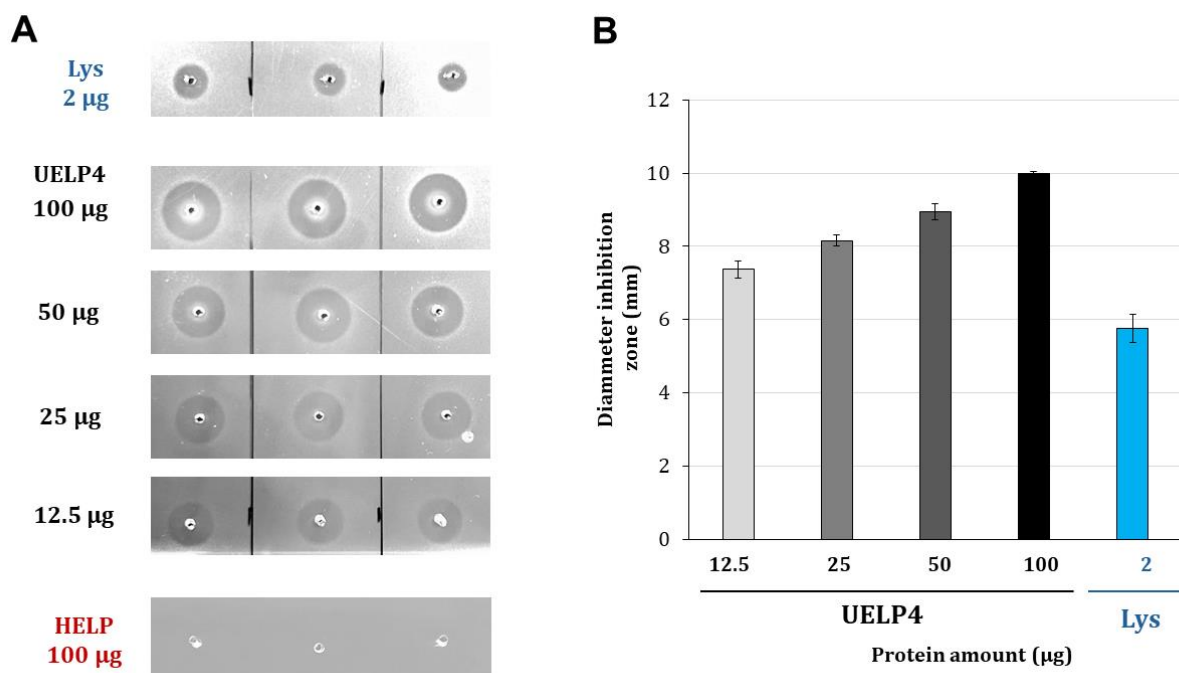 A
Lys
2 µg
UELP4
100 µg
50 µg
25 µg
12.5 µg
HELP
100 µg
B
Diammeter inhibition
zone (mm)
12
10
8
6
4
2
0
12.5 25 50 100 2
UELP4 Lys
Protein amount (µg)